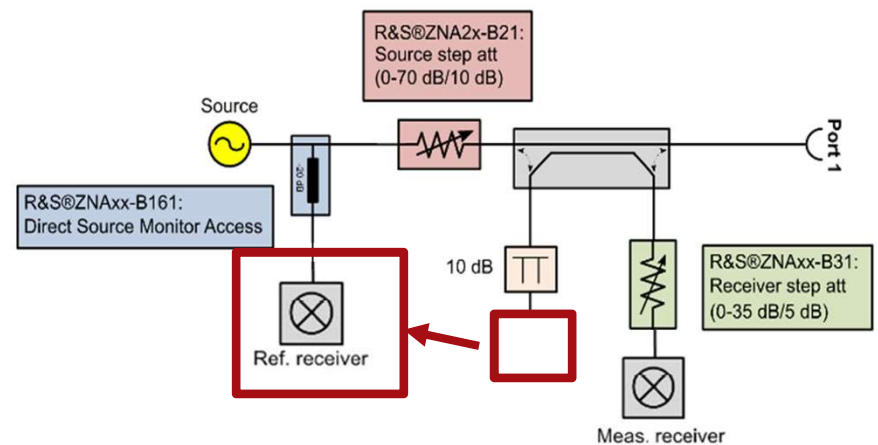 R&S®ZNA2x-B21:
Source step att
(0-70 dB/10 dB)
Source
Port 1
-20 dB
R&S®ZNAxx-B161:
Direct Source Monitor Access
10 dB
R&S®ZNAxx-B31:
Receiver step att
(0-35 dB/5 dB)
Ref. receiver
Meas. receiver